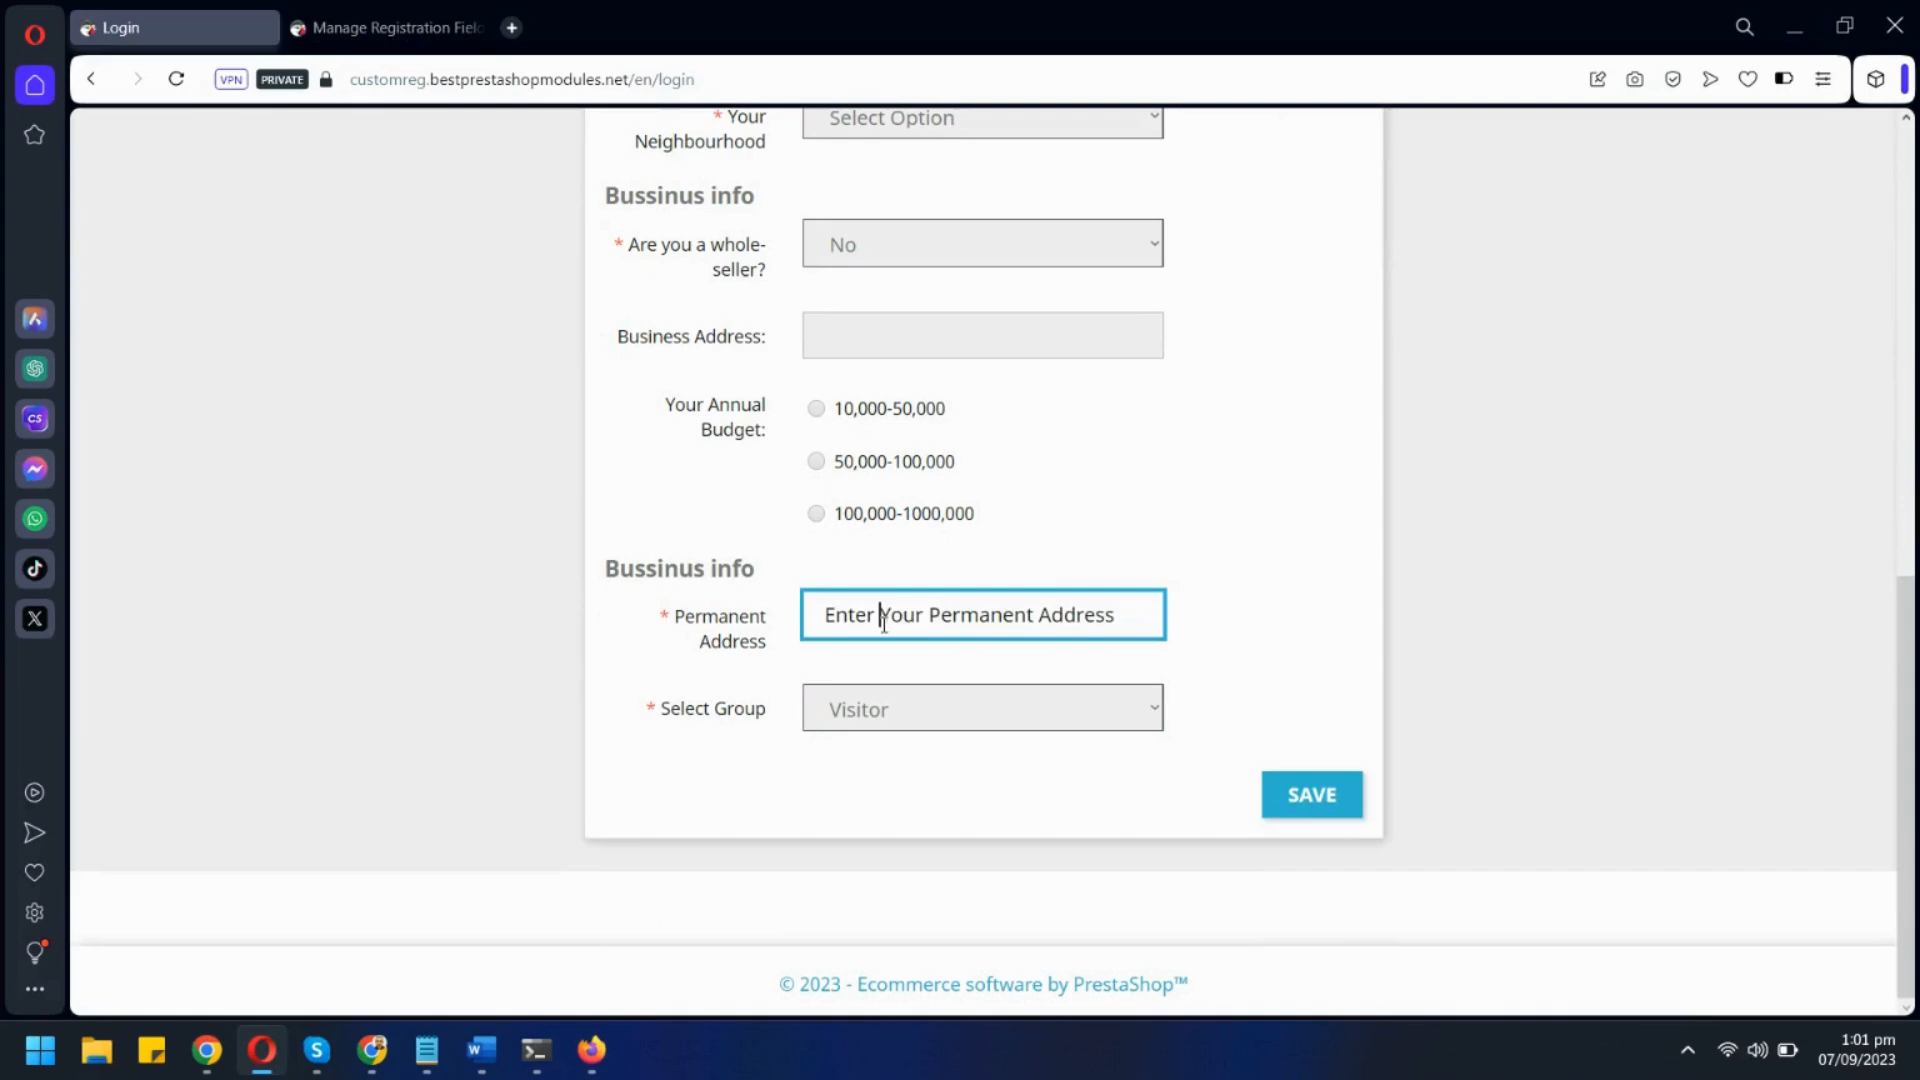 Login
Manage Registration Field
VPN
PRIVATE
customreg.bestprestashopmodules.net/en/login
* Your
Neighbourhood
Select Option
Bussinus info
* Are you a whole-
seller?
No
Business Address:
Your Annual
Budget:
10,000-50,000
50,000-100,000
100,000-1000,000
Bussinus info
* Permanent
Address
Enter Your Permanent Address
* Select Group
Visitor
SAVE
© 2023 - Ecommerce software by PrestaShop™
CS
1:01 pm
07/09/2023